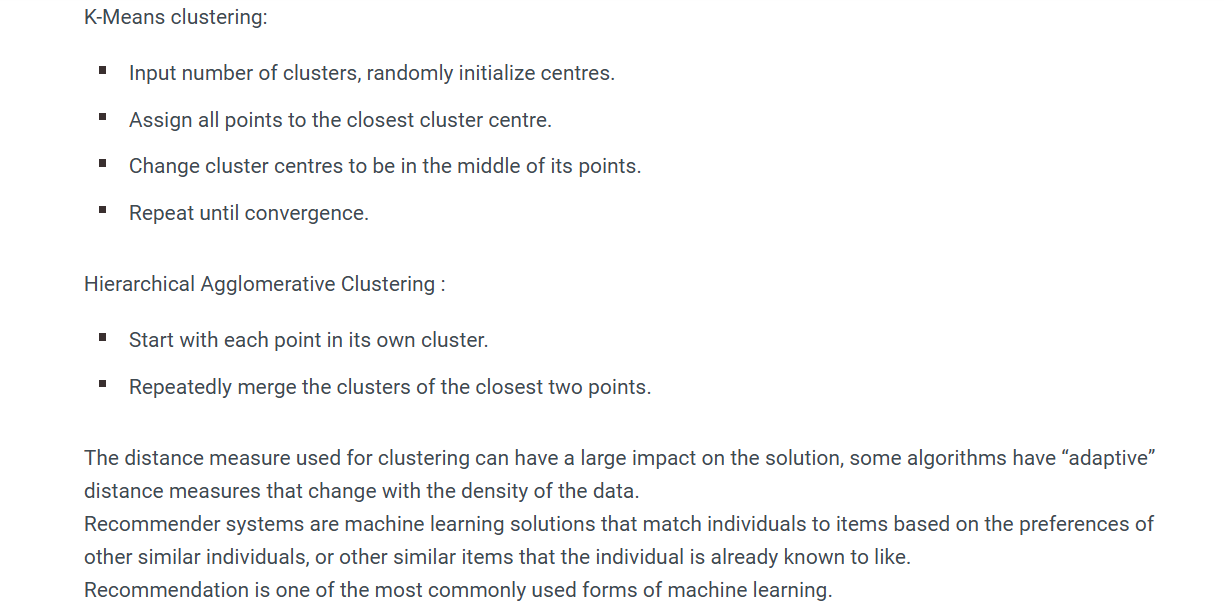 K-Means clustering:
▪ Input number of clusters, randomly initialize centres.
▪ Assign all points to the closest cluster centre.
▪ Change cluster centres to be in the middle of its points.
▪ Repeat until convergence.
Hierarchical Agglomerative Clustering :
▪ Start with each point in its own cluster.
▪ Repeatedly merge the clusters of the closest two points.
The distance measure used for clustering can have a large impact on the solution, some algorithms have “adaptive”
distance measures that change with the density of the data.
Recommender systems are machine learning solutions that match individuals to items based on the preferences of
other similar individuals, or other similar items that the individual is already known to like.
Recommendation is one of the most commonly used forms of machine learning.